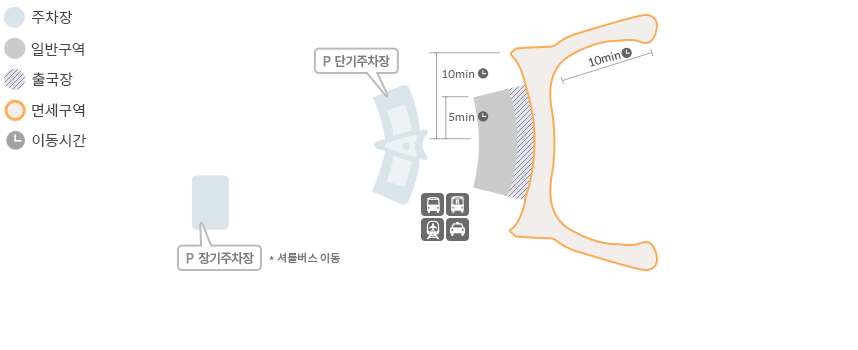 주차장
일반구역
출국장
면세구역
이동시간
P 단기주차장
10min
5min
10min
P 장기주차장
* 셔틀버스 이동
B